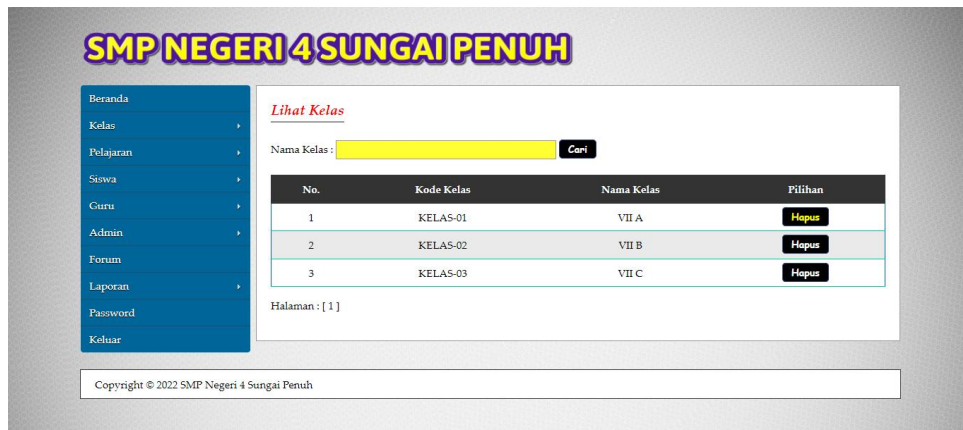 SMP NEGERI 4 SUNGAI PENUH
Beranda
Kelas
Pelajaran
Siswa
Guru
Admin
Forum
Laporan
Password
Keluar
Lihat Kelas
Nama Kelas : Cari
No. Kode Kelas Nama Kelas Pilihan
1 KELAS-01 VII A Hapus
2 KELAS-02 VII B Hapus
3 KELAS-03 VII C Hapus
Halaman : [ 1 ]
Copyright © 2022 SMP Negeri 4 Sungai Penuh